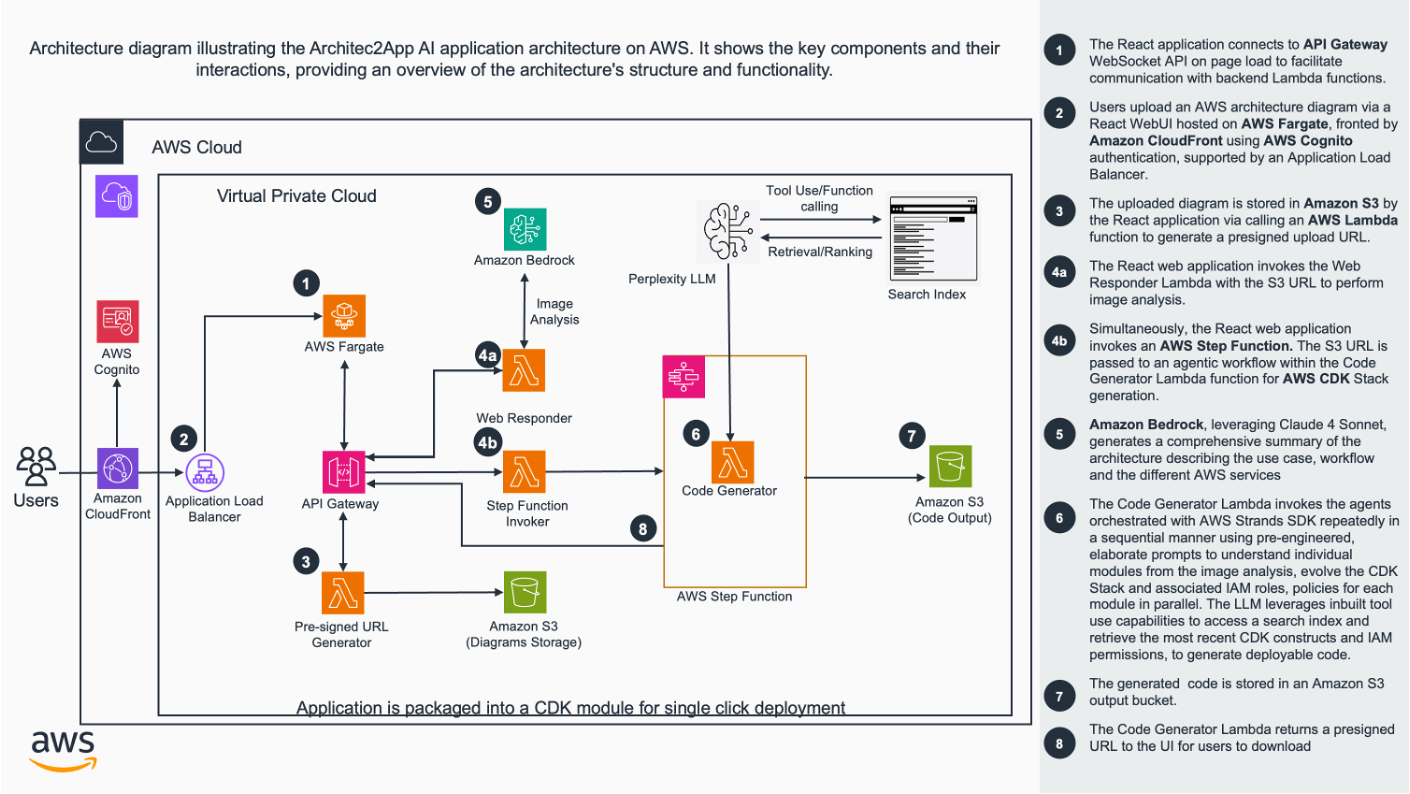 Architecture diagram illustrating the Architec2App AI application architecture on AWS. It shows the key components and their
interactions, providing an overview of the architecture's structure and functionality.
AWS Cloud
Virtual Private Cloud
5
Amazon Bedrock
Image
Analysis
Tool Use/Function
calling
Retrieval/Ranking
Perplexity LLM
Search Index
1
AWS Fargate
4a
Web Responder
AWS
Cognito
Users
Amazon
CloudFront
2
Application Load
Balancer
API Gateway
4b
Step Function
Invoker
6
Code Generator
7
Amazon S3
(Code Output)
8
AWS Step Function
3
Pre-signed URL
Generator
Amazon S3
(Diagrams Storage)
Application is packaged into a CDK module for single click deployment
aws
1
The React application connects to API Gateway
WebSocket API on page load to facilitate
communication with backend Lambda functions.
2
Users upload an AWS architecture diagram via a
React WebUI hosted on AWS Fargate, fronted by
Amazon CloudFront using AWS Cognito
authentication, supported by an Application Load
Balancer.
3
The uploaded diagram is stored in Amazon S3 by
the React application via calling an AWS Lambda
function to generate a presigned upload URL.
4a
The React web application invokes the Web
Responder Lambda with the S3 URL to perform
image analysis.
4b
Simultaneously, the React web application
invokes an AWS Step Function. The S3 URL is
passed to an agentic workflow within the Code
Generator Lambda function for AWS CDK Stack
generation.
5
Amazon Bedrock, leveraging Claude 4 Sonnet,
generates a comprehensive summary of the
architecture describing the use case, workflow
and the different AWS services
6
The Code Generator Lambda invokes the agents
orchestrated with AWS Strands SDK repeatedly in
a sequential manner using pre-engineered,
elaborate prompts to understand individual
modules from the image analysis, evolve the CDK
Stack and associated IAM roles, policies for each
module in parallel. The LLM leverages inbuilt tool
use capabilities to access a search index and
retrieve the most recent CDK constructs and IAM
permissions, to generate deployable code.
7
The generated code is stored in an Amazon S3
output bucket.
8
The Code Generator Lambda returns a presigned
URL to the UI for users to download